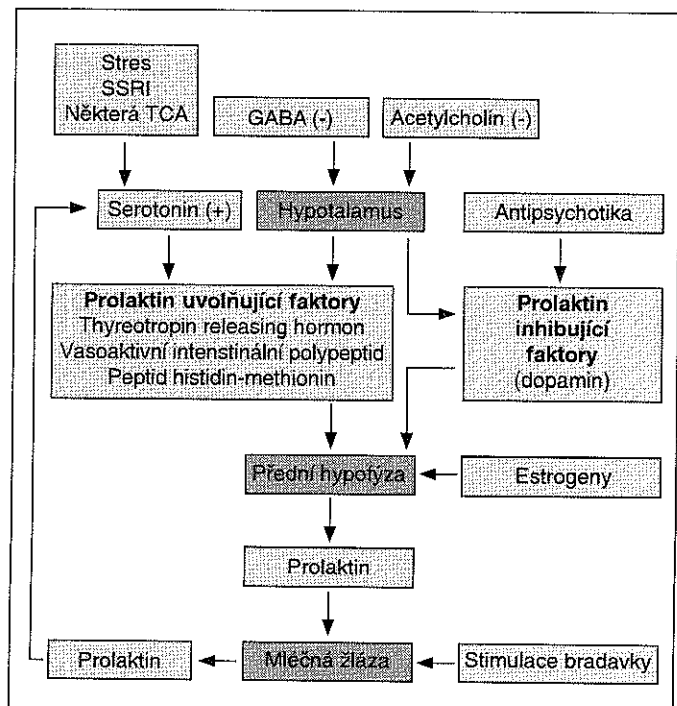 Stres
SSRI
Některá TCA
GABA (-)
Acetylcholin (-)
Serotonin (+)
Hypotalamus
Antipsychotika
Prolaktin uvolňující faktory
Thyreotropin releasing hormon
Vasoaktivní intenstinální polypeptid
Peptid histidin-methionin
Prolaktin
inhibující
faktory
(dopamin)
Přední hypotýza
Estrogeny
Prolaktin
Prolaktin
Mléčná žláza
Stimulace bradavky